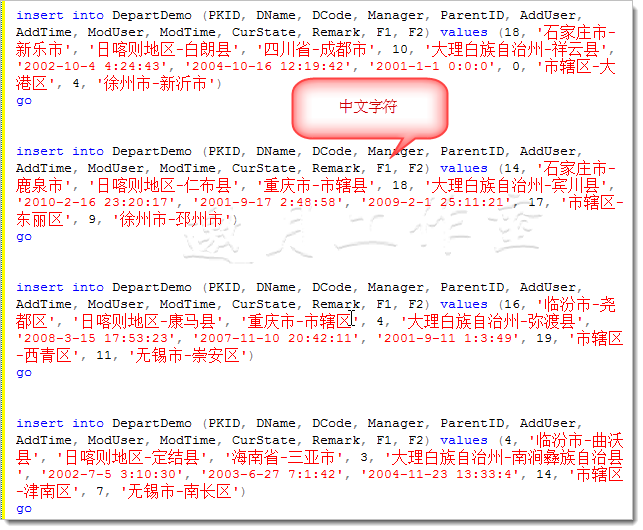 insert into DepartDemo (PKID, DName, DCode, Manager, ParentID, AddUser,
AddTime, ModUser, ModTime, CurState, Remark, F1, F2) values (18, '石家庄市-
新乐市', '日喀则地区-白朗县', '四川省-成都市', 10, '大理白族自治州-祥云县',
'2002-10-4 4:24:43', '2004-10-16 12:19:42', '2001-1-1 0:0:0', 0, '市辖区-大
港区', 4, '徐州市-新沂市')
go
中文字符
insert into DepartDemo (PKID, DName, DCode, Manager, ParentID, AddUser,
AddTime, ModUser, ModTime, CurState, Remark, F1, F2) values (14, '石家庄市-
鹿泉市', '日喀则地区-仁布县', '重庆市-市辖县', 18, '大理白族自治州-宾川县',
'2010-2-16 23:20:17', '2001-9-17 2:48:58', '2009-2-1 25:11:21', 17, '市辖区-
东丽区', 9, '徐州市-邳州市')
go
邀月工作室
insert into DepartDemo (PKID, DName, DCode, Manager, ParentID, AddUser,
AddTime, ModUser, ModTime, CurState, Remark, F1, F2) values (16, '临汾市-尧
都区', '日喀则地区-康马县', '重庆市-市辖区', 4, '大理白族自治州-弥渡县',
'2008-3-15 17:53:23', '2007-11-10 20:42:11', '2001-9-11 1:3:49', 19, '市辖区
-西青区', 11, '无锡市-崇安区')
go
insert into DepartDemo (PKID, DName, DCode, Manager, ParentID, AddUser,
AddTime, ModUser, ModTime, CurState, Remark, F1, F2) values (4, '临汾市-曲沃
县', '日喀则地区-定结县', '海南省-三亚市', 3, '大理白族自治州-南涧彝族自治县
', '2002-7-5 3:10:30', '2003-6-27 7:1:42', '2004-11-23 13:33:4', 14, '市辖区
-津南区', 7, '无锡市-南长区')
go